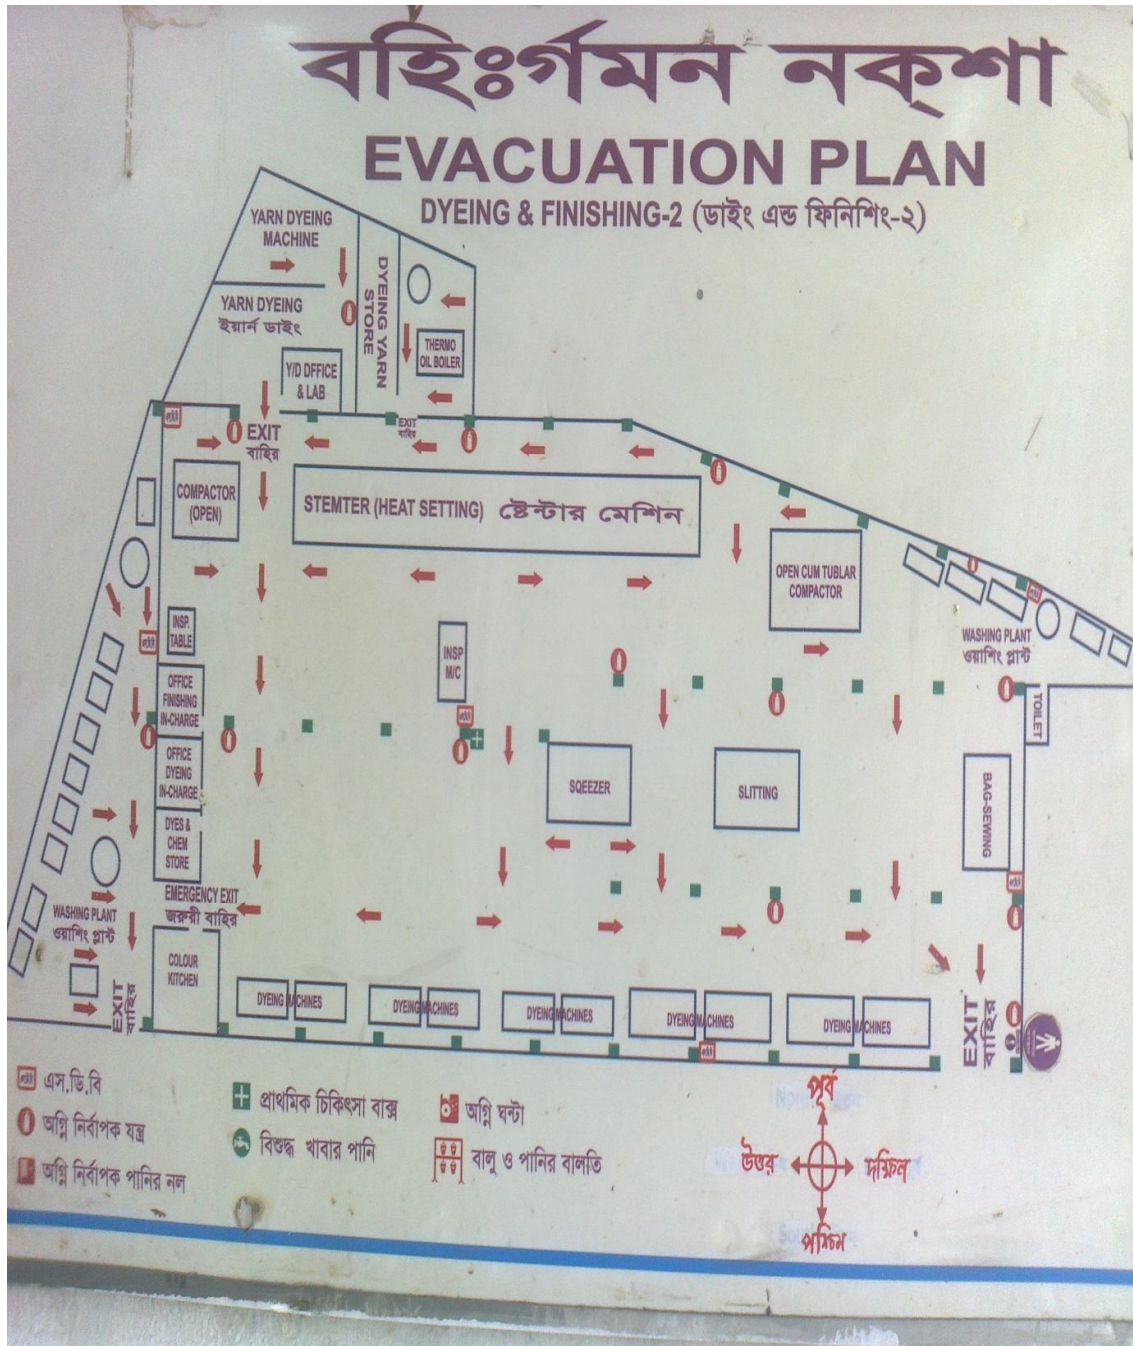 বহিঃর্গমন নক্শা
EVACUATION PLAN
DYEING & FINISHING-2 (ডাইং এন্ড ফিনিশিং-২)
YARN DYEING
MACHINE
YARN DYEING
ইয়ার্ন ডাইং
DYEING YARN
STORE
THERMO
OIL BOILER
Y/D DFFICE
& LAB
EXIT
বাহির
EXIT
বাহির
COMPACTOR
(OPEN)
STEMTER (HEAT SETTING) ষ্টেন্টার মেশিন
OPEN CUM TUBLAR
COMPACTOR
WASHING PLANT
ওয়াশিং প্লান্ট
INSP.
TABLE
INSP
M/C
OFFICE
FINISHING
IN-CHARGE
TOILET
OFFICE
DYEING
IN-CHARGE
SQEEZER
SLITTING
BAG-SEWING
DYES &
CHEM
STORE
EMERGENCY EXIT
জরুরী বাহির
WASHING PLANT
ওয়াশিং প্লান্ট
COLOUR
KITCHEN
EXIT
বাহির
DYEING MACHINES
DYEING MACHINES
DYEING MACHINES
DYEING MACHINES
DYEING MACHINES
EXIT
বাহির
এস.ডি.বি
অগ্নি নির্বাপক যন্ত্র
অগ্নি নির্বাপক পানির নল
প্রাথমিক চিকিৎসা বাক্স
বিশুদ্ধ খাবার পানি
অগ্নি ঘন্টা
বালু ও পানির বালতি
পূর্ব
উত্তর
দক্ষিন
পশ্চিম